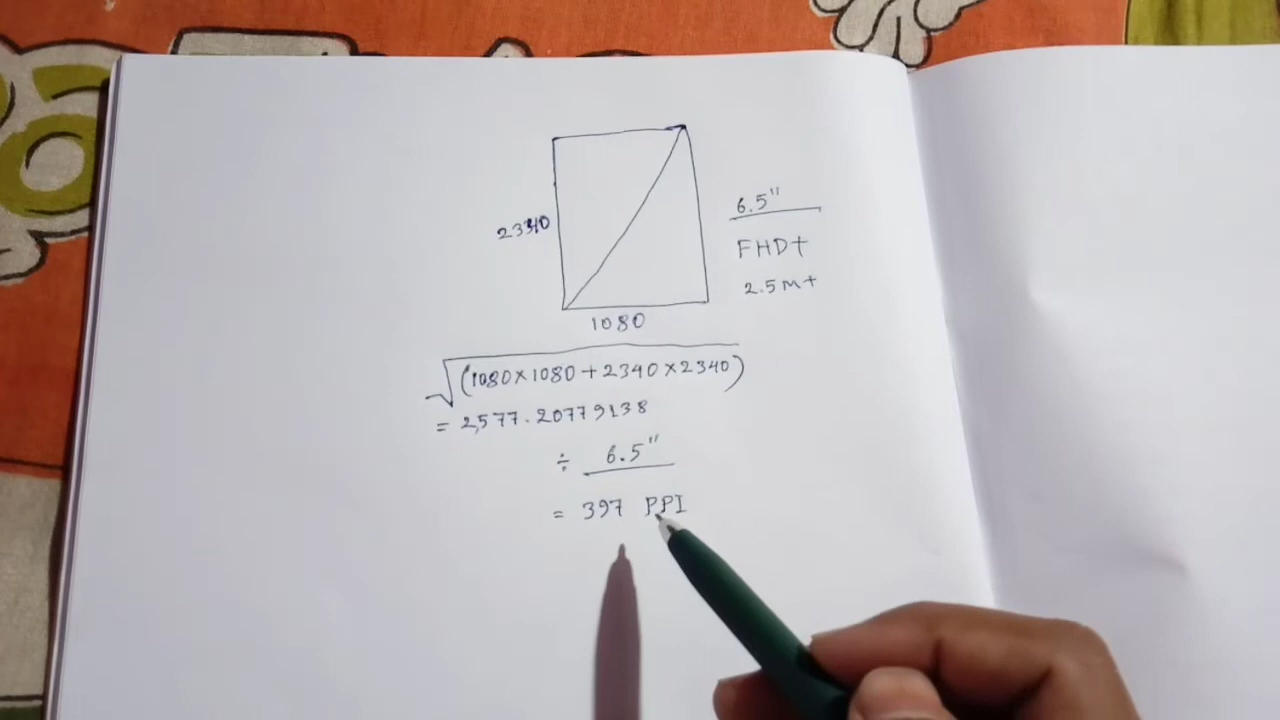 2340
6.5"
FHD+
2.5M+
1080
√(1080×1080+2340×2340)
= 2,577.20779138
÷ 6.5"
= 397 PPI